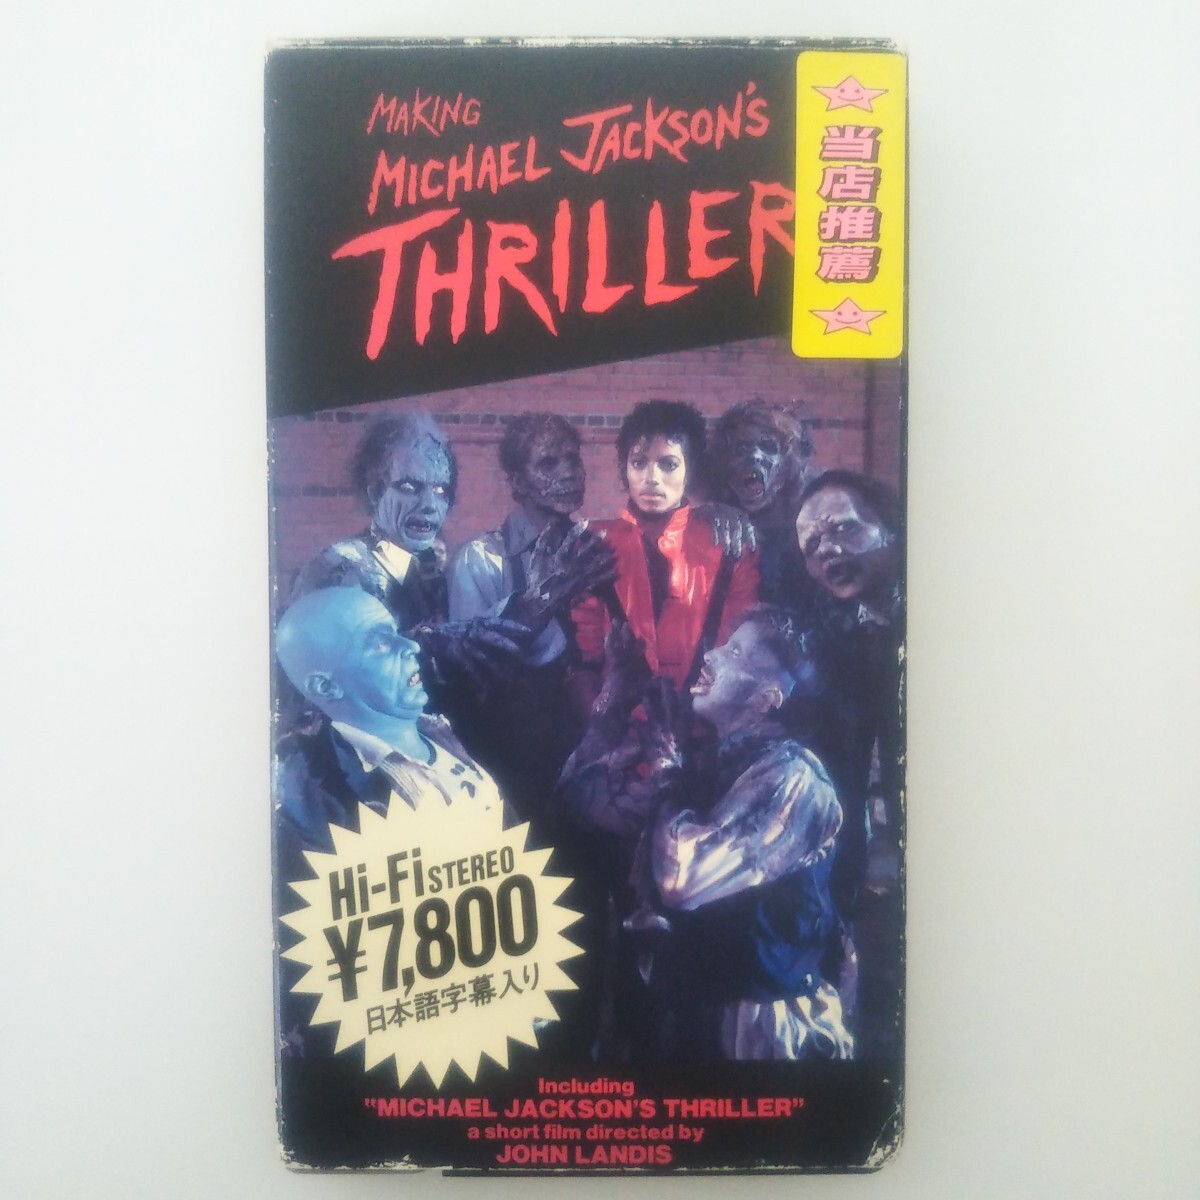 MAKING
MICHAEL JACKSON'S
THRILLER
当店推薦
Hi-Fi STEREO
¥7,800
日本語字幕入り
Including
"MICHAEL JACKSON'S THRILLER"
a short film directed by
JOHN LANDIS